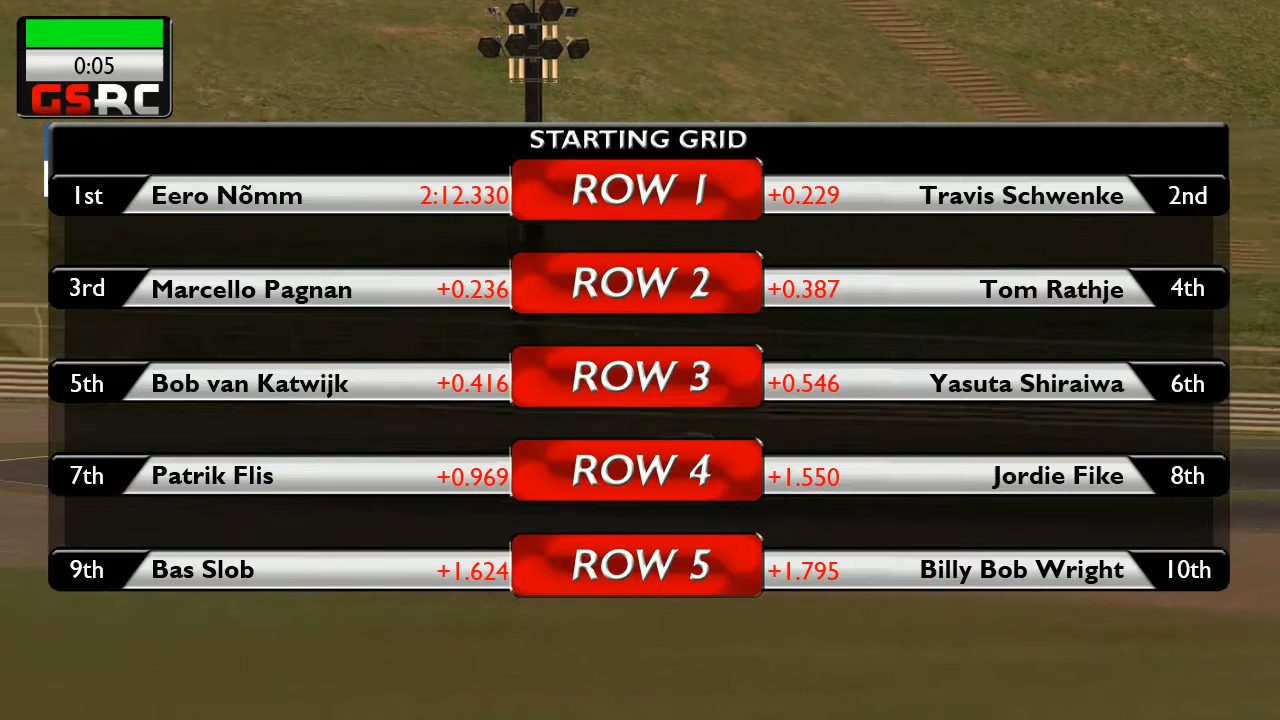 0:05
GSRC
STARTING GRID
1st Eero Nõmm 2:12.330 ROW 1 +0.229 Travis Schwenke 2nd
3rd Marcello Pagnan +0.236 ROW 2 +0.387 Tom Rathje 4th
5th Bob van Katwijk +0.416 ROW 3 +0.546 Yasuta Shiraiwa 6th
7th Patrik Flis +0.969 ROW 4 +1.550 Jordie Fike 8th
9th Bas Slob +1.624 ROW 5 +1.795 Billy Bob Wright 10th